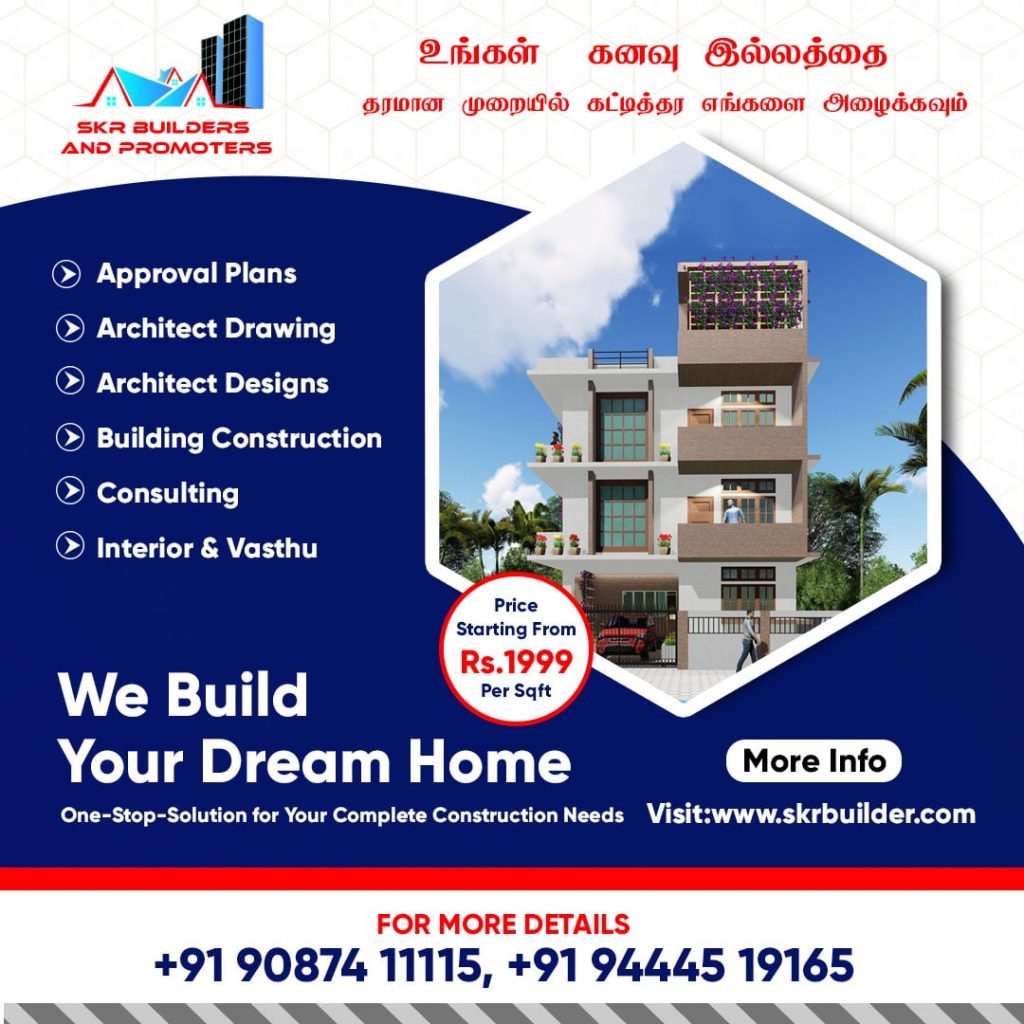 SKR BUILDERS
AND PROMOTERS
உங்கள் கனவு இல்லத்தை
தரமான முறையில் கட்டித்தர எங்களை அழைக்கவும்
Approval Plans
Architect Drawing
Architect Designs
Building Construction
Consulting
Interior & Vasthu
Price
Starting From
Rs.1999
Per Sqft
We Build
Your Dream Home
One-Stop-Solution for Your Complete Construction Needs
More Info
Visit:www.skrbuilder.com
FOR MORE DETAILS
+91 90874 11115, +91 94445 19165